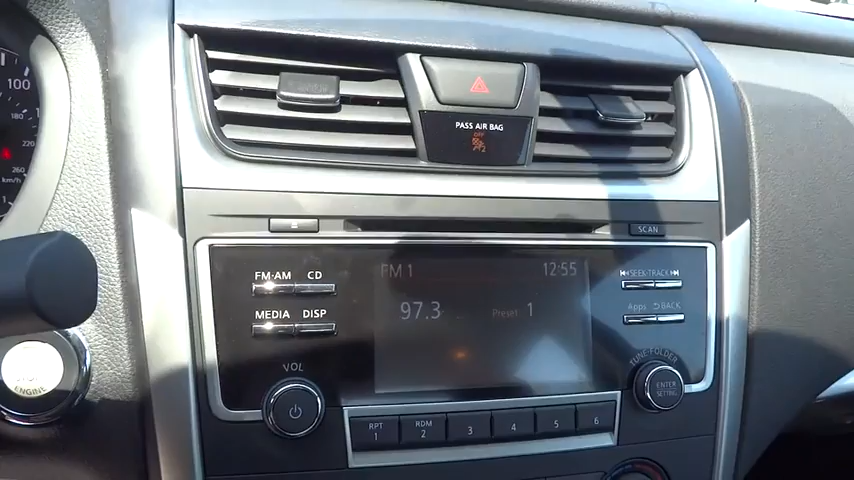 100
180
220
260
km/h
PASS AIR BAG
OFF
SCAN
FM·AM CD
MEDIA DISP
VOL
FM 1 12:55
97.3 Preset 1
SEEK·TRACK
Apps BACK
TUNE·FOLDER
ENTER
SETTING
RPT 1 RDM 2 3 4 5 6
ENGINE